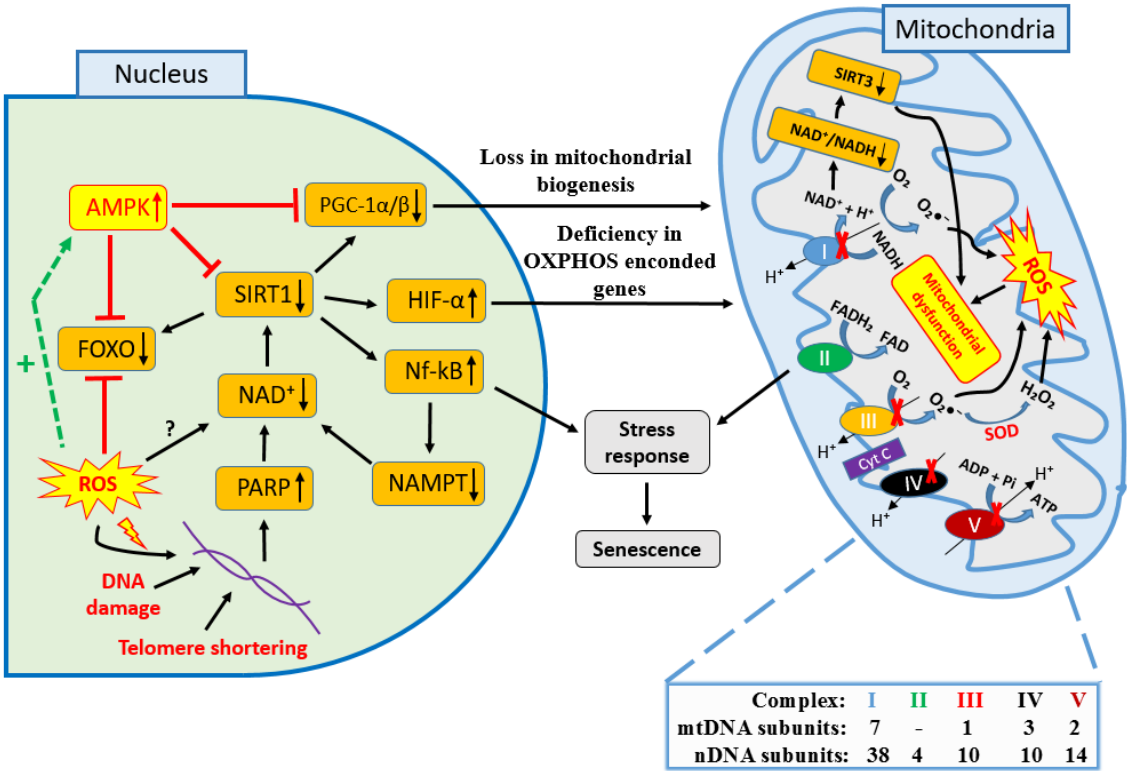 Nucleus
Mitochondria
AMPK
PGC-1α/β
SIRT1
HIF-α
FOXO
Nf-kB
NAD⁺
+
?
ROS
PARP
NAMPT
DNA
damage
Telomere shortering
Loss in mitochondrial
biogenesis
Deficiency in
OXPHOS enconded
genes
Stress
response
Senescence
SIRT3
NAD⁺/NADH
O₂
NAD⁺ + H⁺
O₂•⁻
I
NADH
H⁺
ROS
Mitochondrial
dysfunction
FADH₂
FAD
II
O₂
O₂•⁻
H₂O₂
III
SOD
H⁺
Cyt C
IV
H⁺
ADP + Pi
H⁺
ATP
V
Complex: I II III IV V
mtDNA subunits: 7 - 1 3 2
nDNA subunits: 38 4 10 10 14